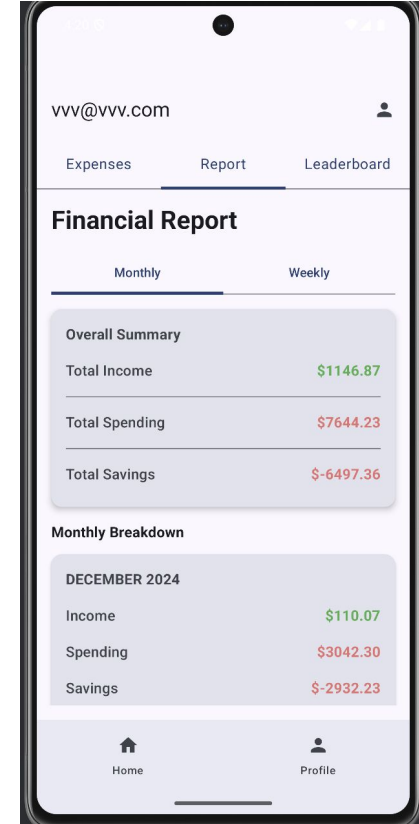 vvv@vvv.com
Expenses Report Leaderboard
Financial Report
Monthly Weekly
Overall Summary
Total Income $1146.87
Total Spending $7644.23
Total Savings $-6497.36
Monthly Breakdown
DECEMBER 2024
Income $110.07
Spending $3042.30
Savings $-2932.23
Home Profile